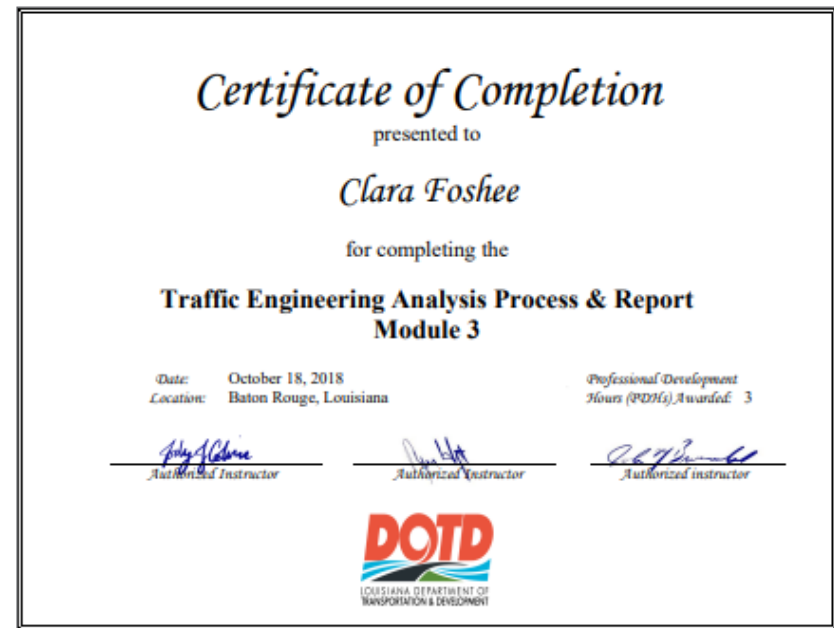 Certificate of Completion
presented to
Clara Foshee
for completing the
Traffic Engineering Analysis Process & Report
Module 3
Date: October 18, 2018
Location: Baton Rouge, Louisiana
Professional Development
Hours (PDHs) Awarded: 3
Authorized Instructor
Authorized Instructor
Authorized instructor
DOTD
LOUISIANA DEPARTMENT OF
TRANSPORTATION & DEVELOPMENT